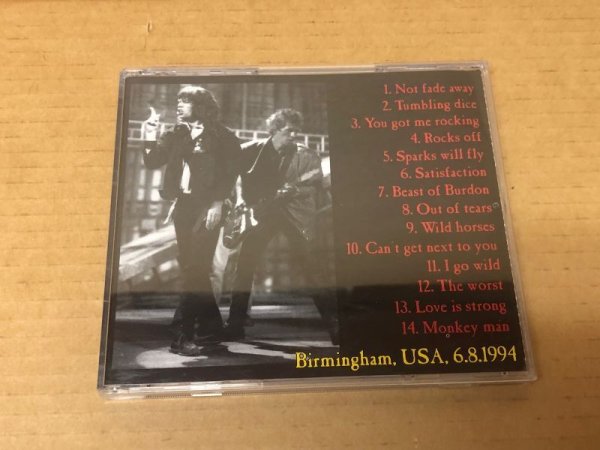 1. Not fade away
2. Tumbling dice
3. You got me rocking
4. Rocks off
5. Sparks will fly
6. Satisfaction
7. Beast of Burdon
8. Out of tears
9. Wild horses
10. Can't get next to you
11. I go wild
12. The worst
13. Love is strong
14. Monkey man
Birmingham, USA, 6.8.1994